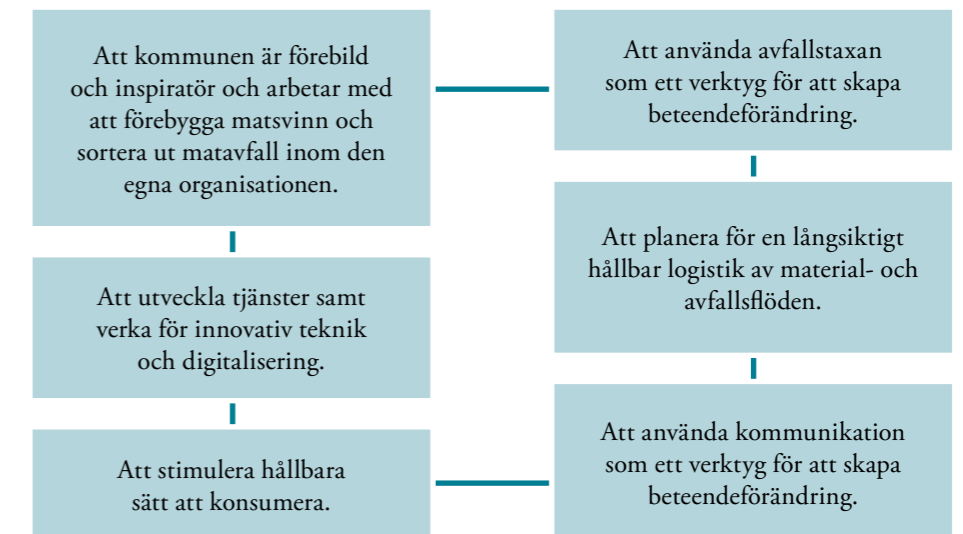 Att kommunen är förebild
och inspiratör och arbetar med
att förebygga matsvinn och
sortera ut matavfall inom den
egna organisationen.
Att utveckla tjänster samt
verka för innovativ teknik
och digitalisering.
Att stimulera hållbara
sätt att konsumera.
Att använda avfallstaxan
som ett verktyg för att skapa
beteendeförändring.
Att planera för en långsiktigt
hållbar logistik av material- och
avfallsflöden.
Att använda kommunikation
som ett verktyg för att skapa
beteendeförändring.